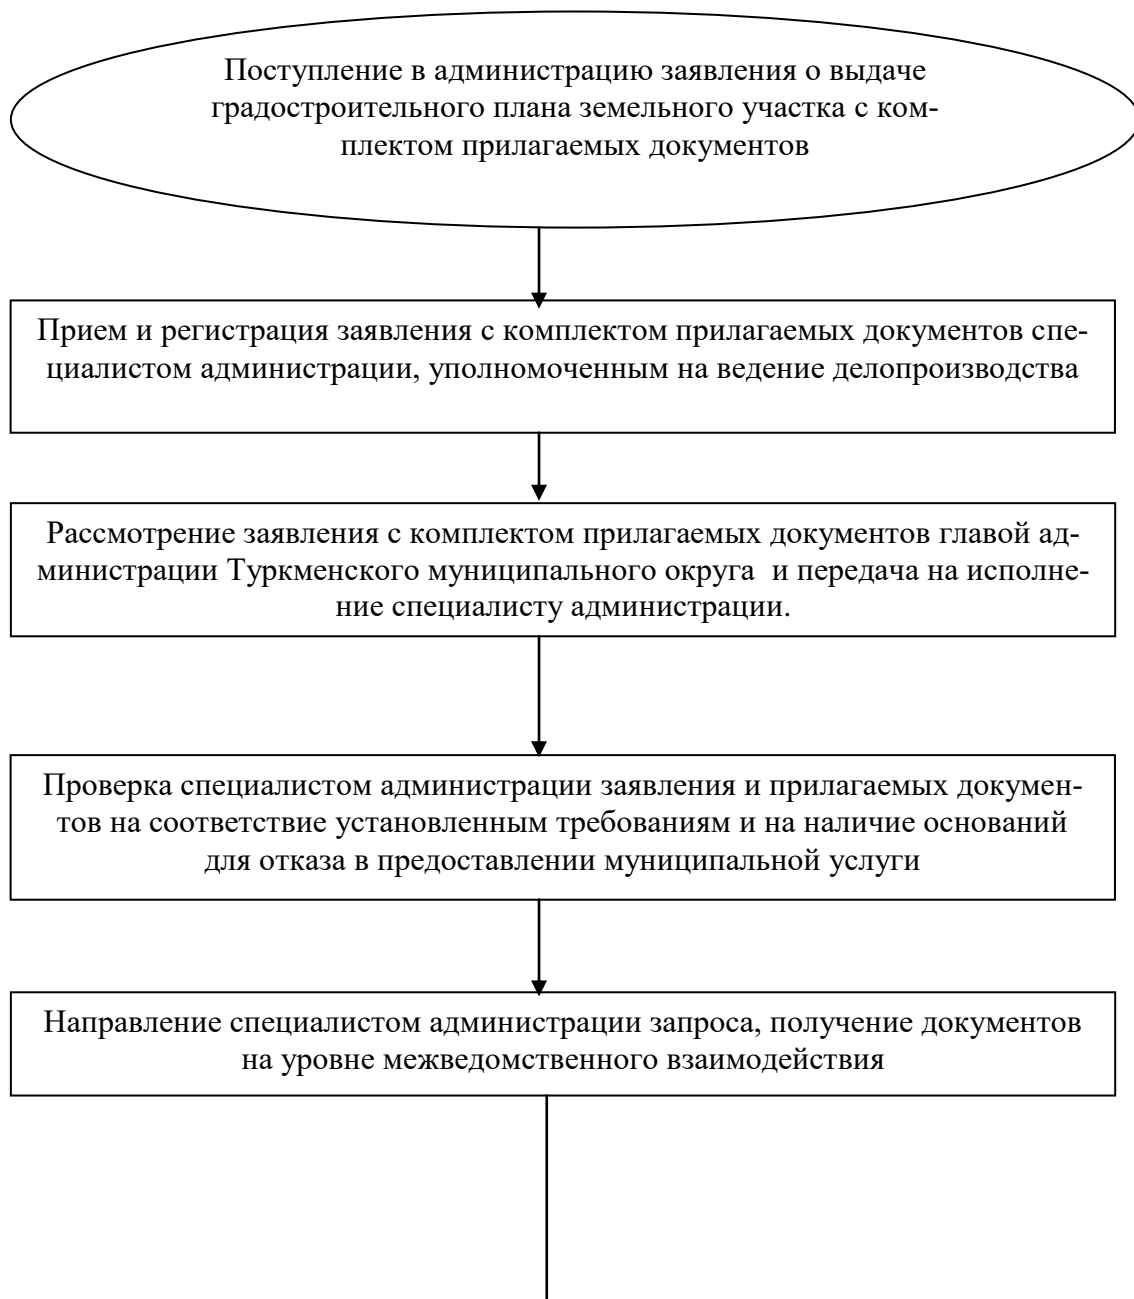 Поступление в администрацию заявления о выдаче
градостроительного плана земельного участка с ком-
плектом прилагаемых документов
Прием и регистрация заявления с комплектом прилагаемых документов спе-
циалистом администрации, уполномоченным на ведение делопроизводства
Рассмотрение заявления с комплектом прилагаемых документов главой ад-
министрации Туркменского муниципального округа  и передача на исполне-
ние специалисту администрации.
Проверка специалистом администрации заявления и прилагаемых докумен-
тов на соответствие установленным требованиям и на наличие оснований
для отказа в предоставлении муниципальной услуги
Направление специалистом администрации запроса, получение документов
на уровне межведомственного взаимодействия